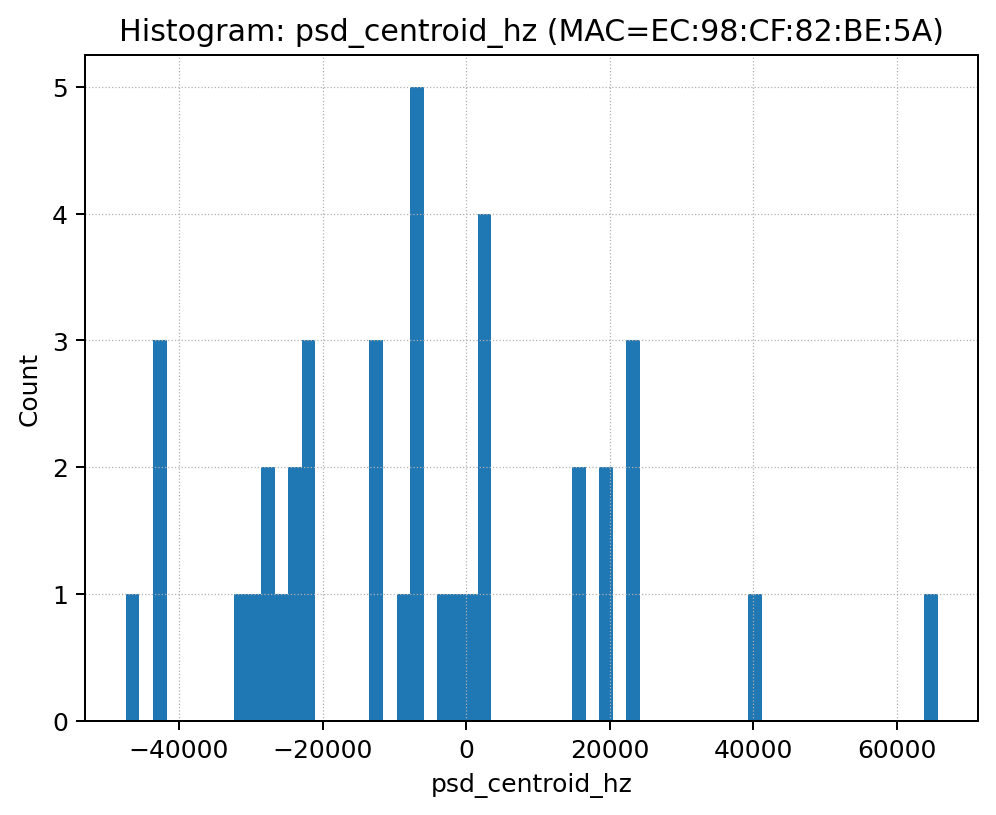 Histogram: psd_centroid_hz (MAC=EC:98:CF:82:BE:5A)
5
4
3
2
1
0
Count
−40000 −20000 0 20000 40000 60000
psd_centroid_hz